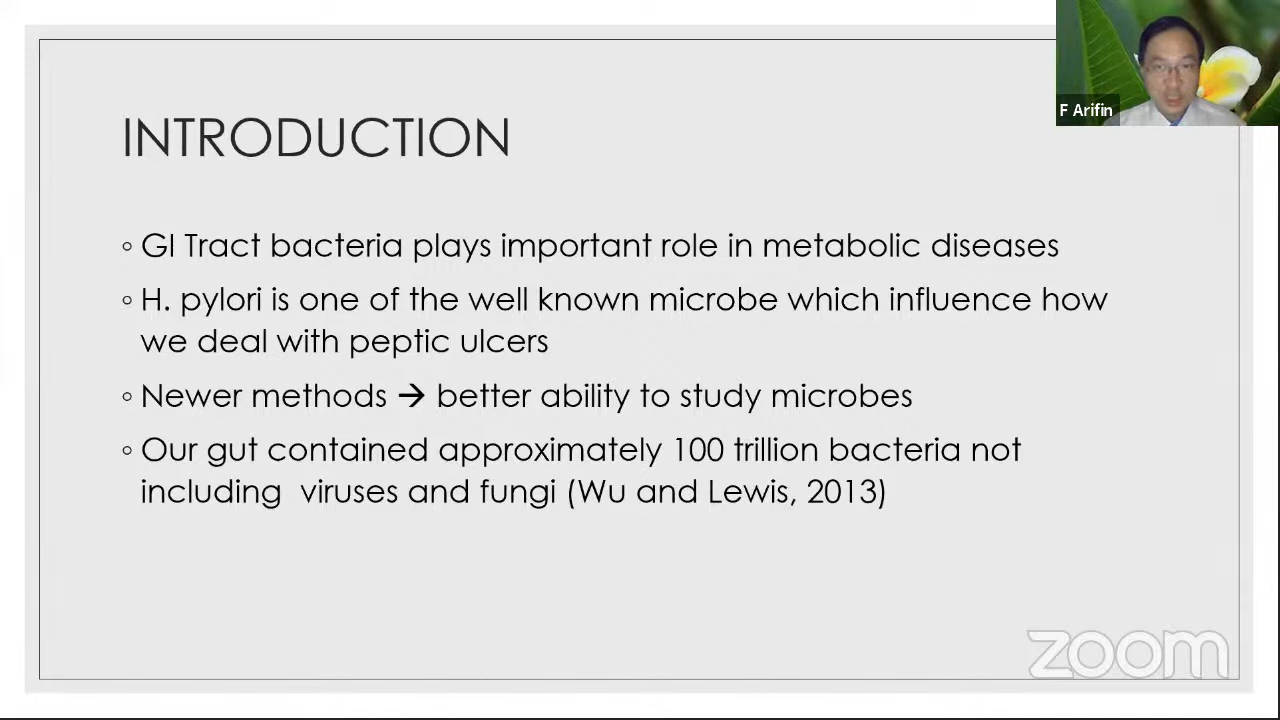 F Arifin
INTRODUCTION
◦ GI Tract bacteria plays important role in metabolic diseases
◦ H. pylori is one of the well known microbe which influence how
we deal with peptic ulcers
◦ Newer methods → better ability to study microbes
◦ Our gut contained approximately 100 trillion bacteria not
including viruses and fungi (Wu and Lewis, 2013)
zoom